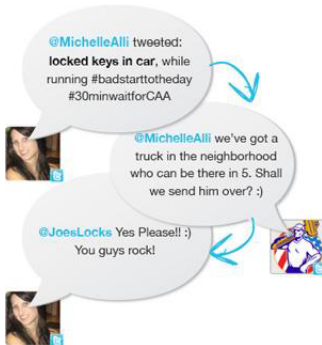 @MichelleAlli tweeted:
locked keys in car, while
running #badstarttotheday
#30minwaitforCAA
@MichelleAlli we've got a
truck in the neighborhood
who can be there in 5. Shall
we send him over? :)
@JoesLocks Yes Please!! :)
You guys rock!